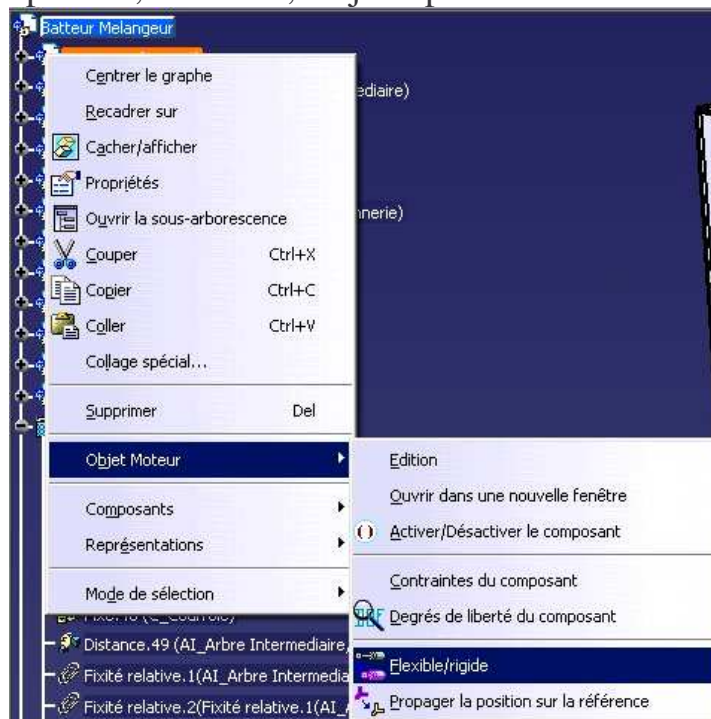 Batteur Melangeur
Centrer le graphe
ediaire)
Recadrer sur
Cacher/afficher
Propriétés
Ouvrir la sous-arborescence
nnerie)
Couper Ctrl+X
Copier Ctrl+C
Coller Ctrl+V
Collage spécial...
Supprimer Del
Objet Moteur
Edition
Ouvrir dans une nouvelle fenêtre
Composants
Activer/Désactiver le composant
Représentations
Contraintes du composant
Mode de sélection
Degrés de liberté du composant
Distance.49 (AI_Arbre Intermediaire,
Flexible/rigide
Fixité relative.1(AI_Arbre Intermedia
Fixité relative.2(Fixité relative.1(AI_
Propager la position sur la référence